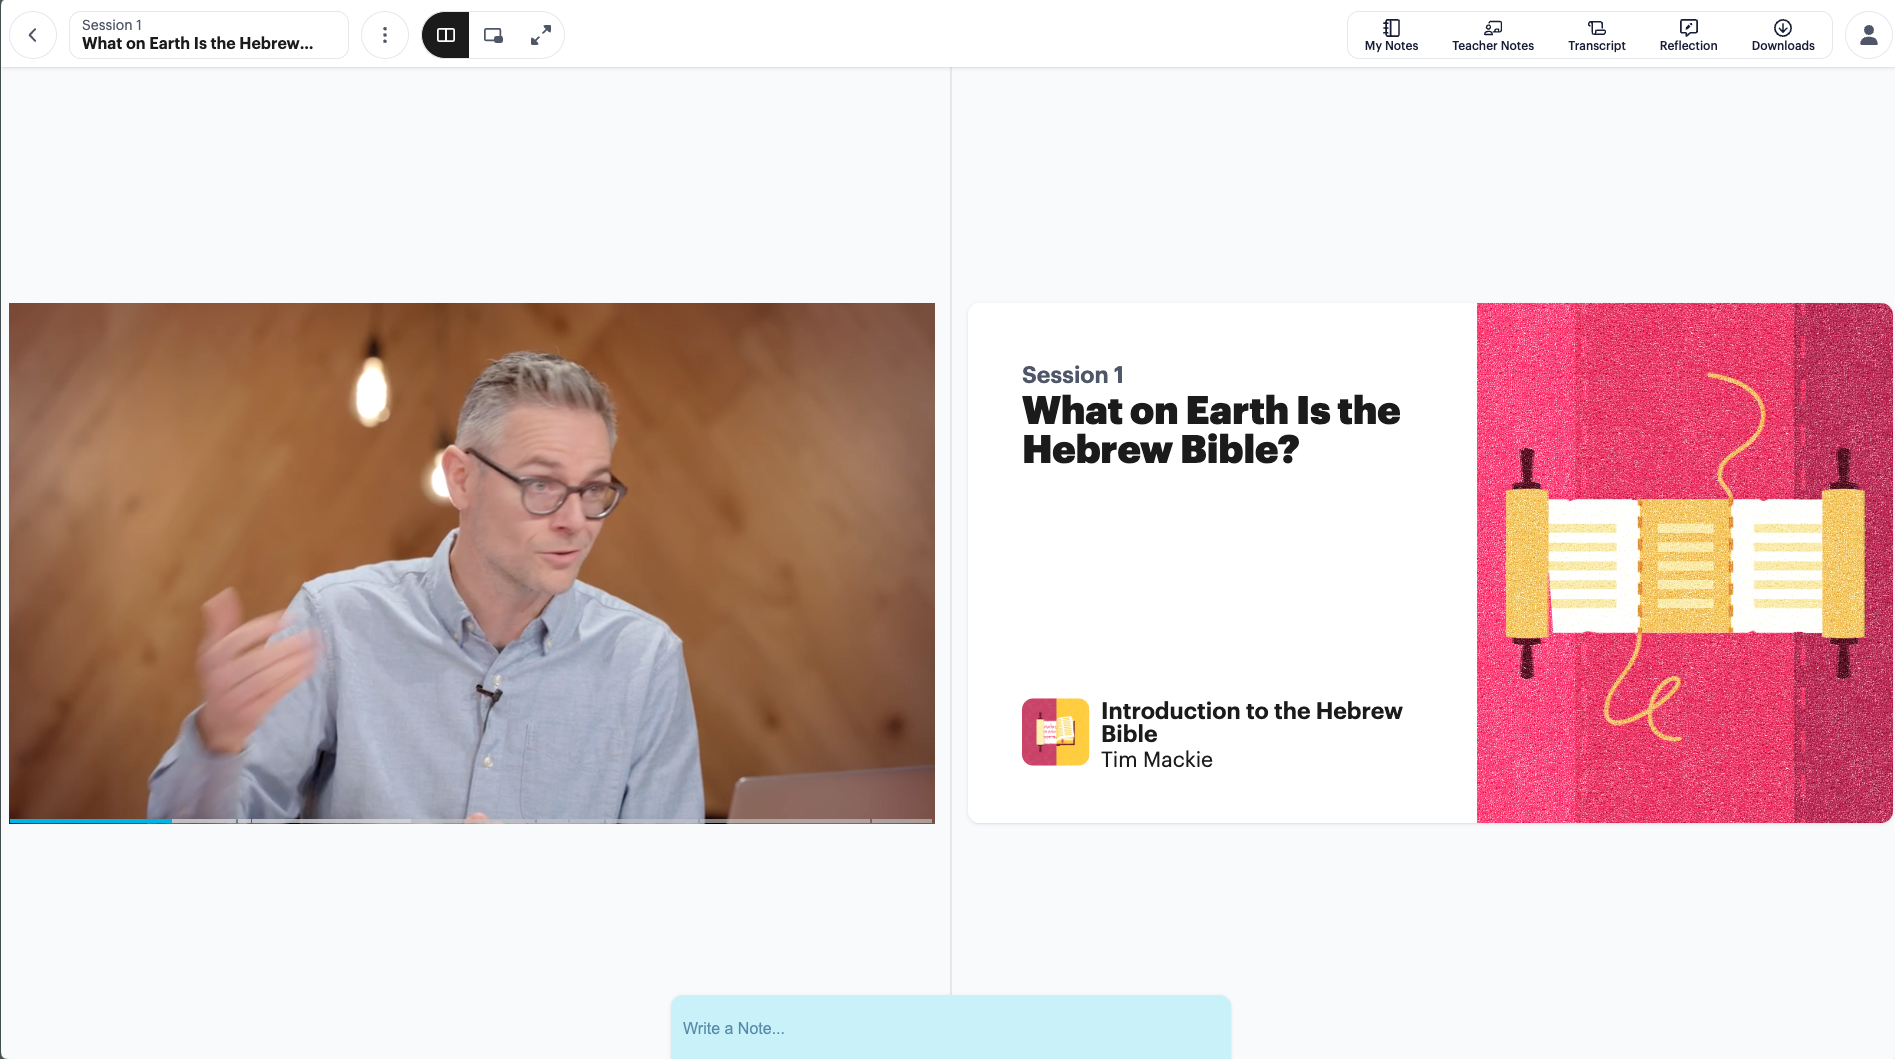 Session 1
What on Earth Is the Hebrew...
My Notes
Teacher Notes
Transcript
Reflection
Downloads
Session 1
What on Earth Is the
Hebrew Bible?
Introduction to the Hebrew
Bible
Tim Mackie
Write a Note...